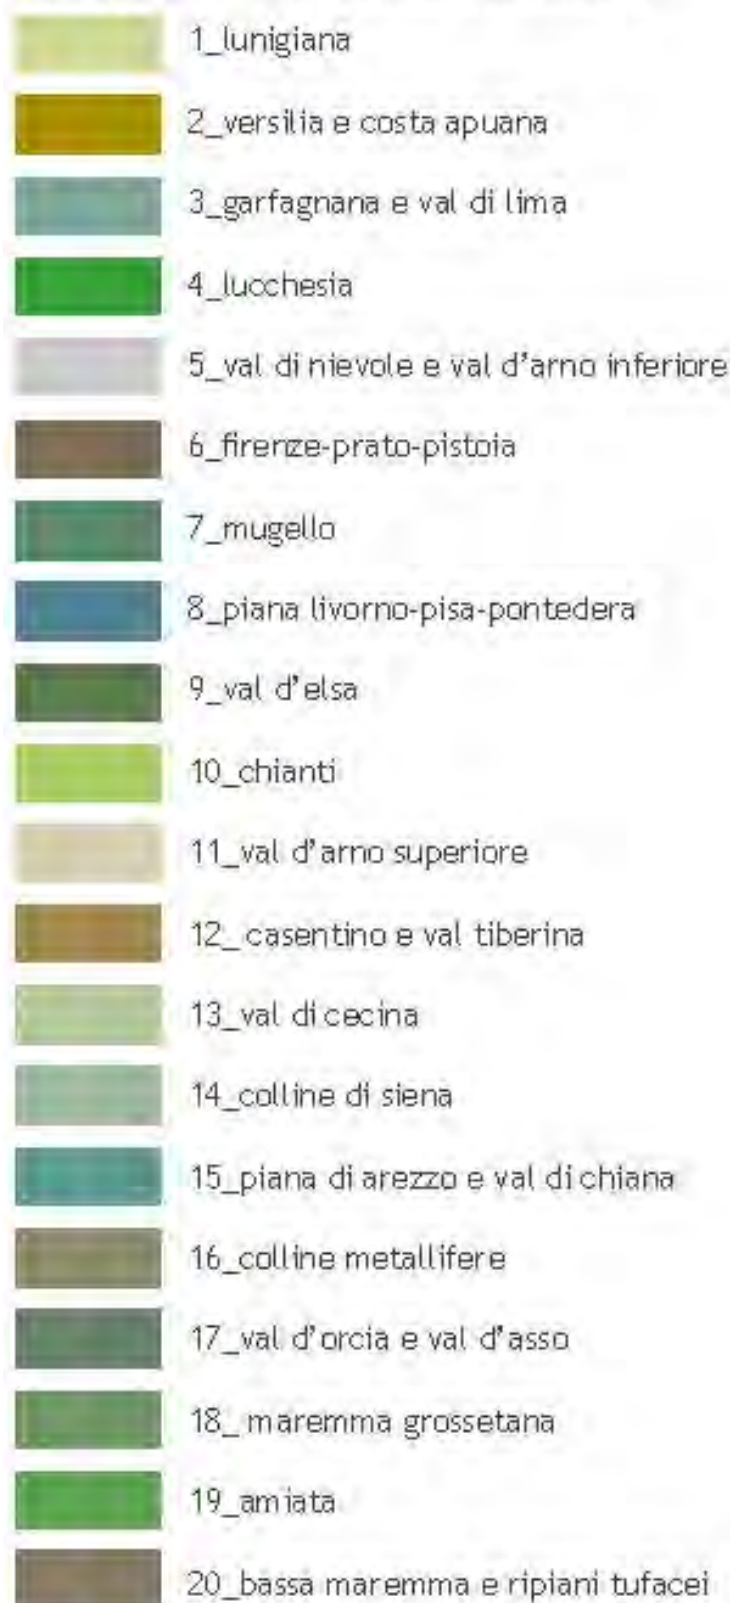 1_lunigiana
2_versilia e costa apuana
3_garfagnana e val di lima
4_lucchesia
5_val di nievole e val d'arno inferiore
6_firenze-prato-pistoia
7_mugello
8_piana livorno-pisa-pontedera
9_val d'elsa
10_chianti
11_val d'arno superiore
12_ casentino e val tiberina
13_val di cecina
14_colline di siena
15_piana di arezzo e val di chiana
16_colline metallifere
17_val d'orcia e val d'asso
18_ maremma grossetana
19_amiata
20_bassa maremma e ripiani tufacei